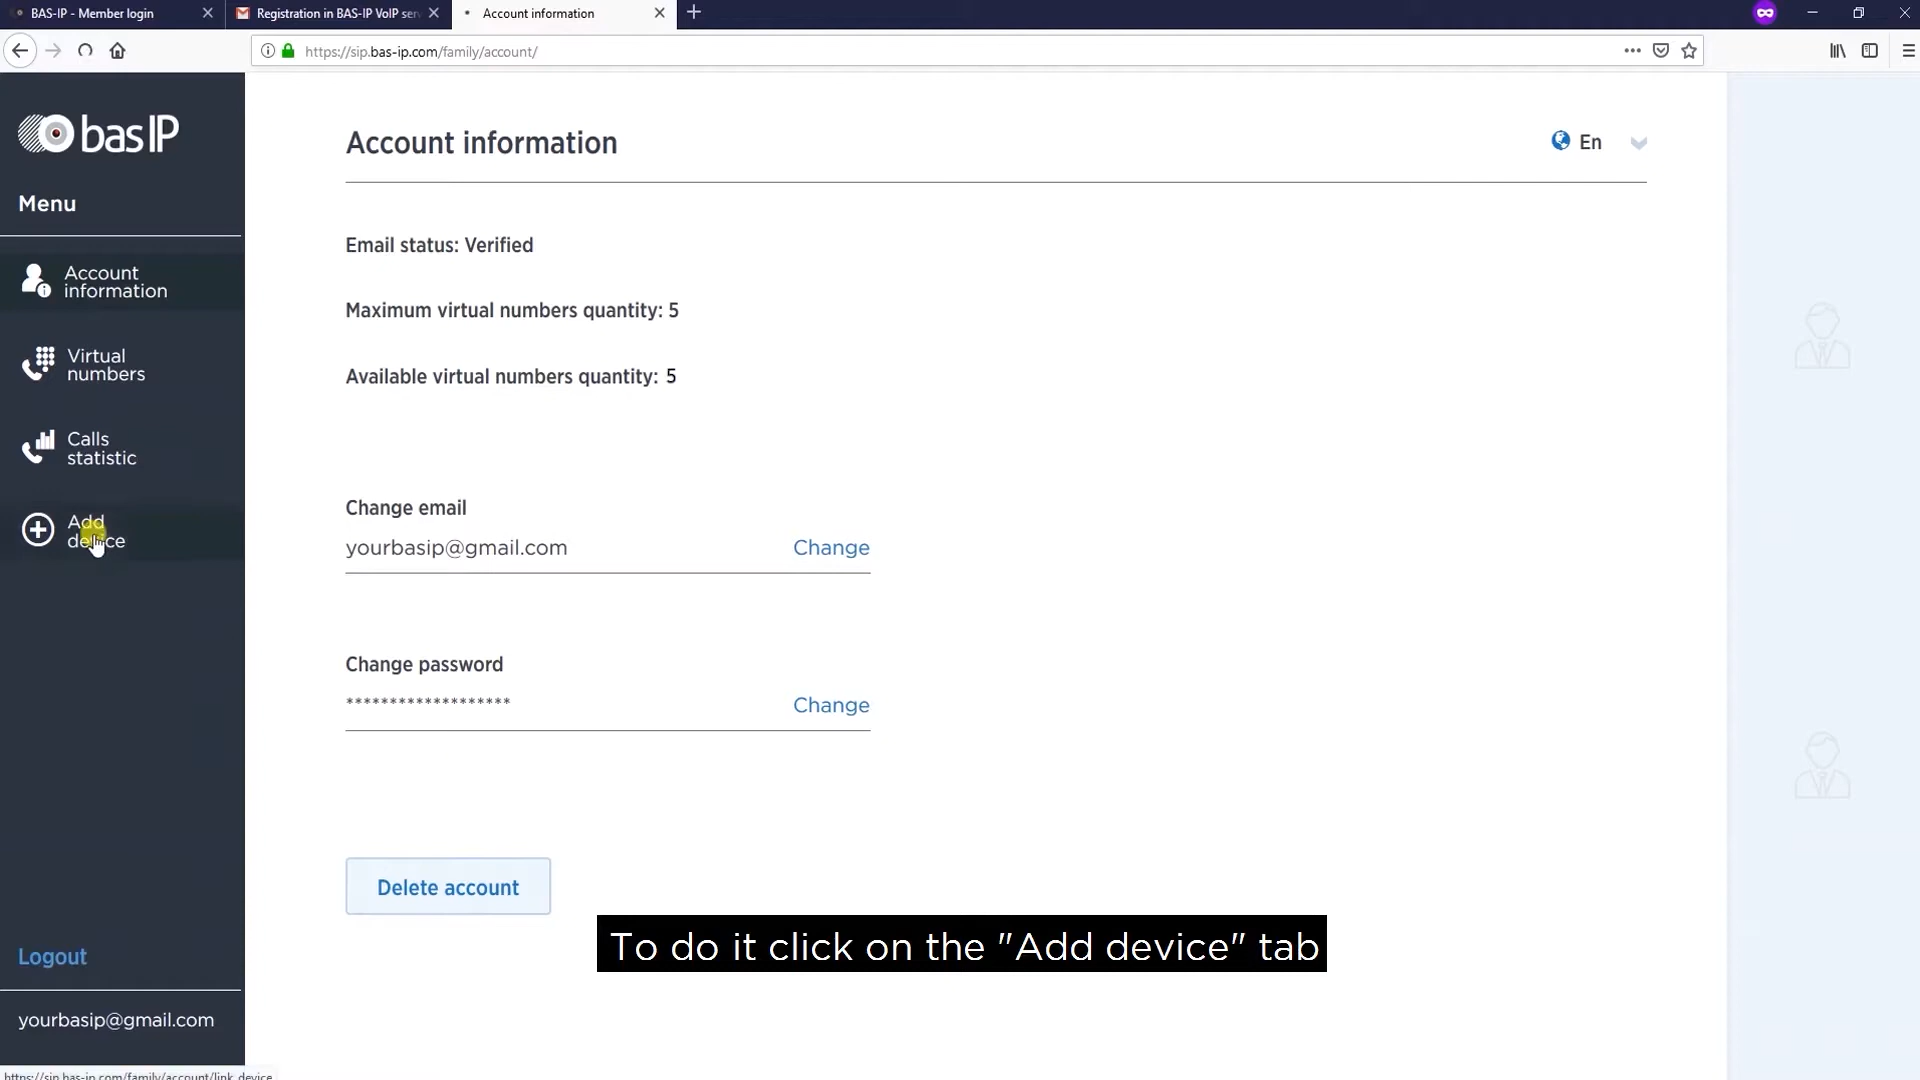 BAS-IP - Member login
Registration in BAS-IP VoIP ser
Account information
https://sip.bas-ip.com/family/account/
bas IP
Menu
Account information
En
Account
information
Email status: Verified
Maximum virtual numbers quantity: 5
Virtual
numbers
Available virtual numbers quantity: 5
Calls
statistic
Change email
Add
device
yourbasip@gmail.com
Change
Change password
*******************
Change
Delete account
To do it click on the "Add device" tab
Logout
yourbasip@gmail.com
https://sip.bas-ip.com/family/account/link_device